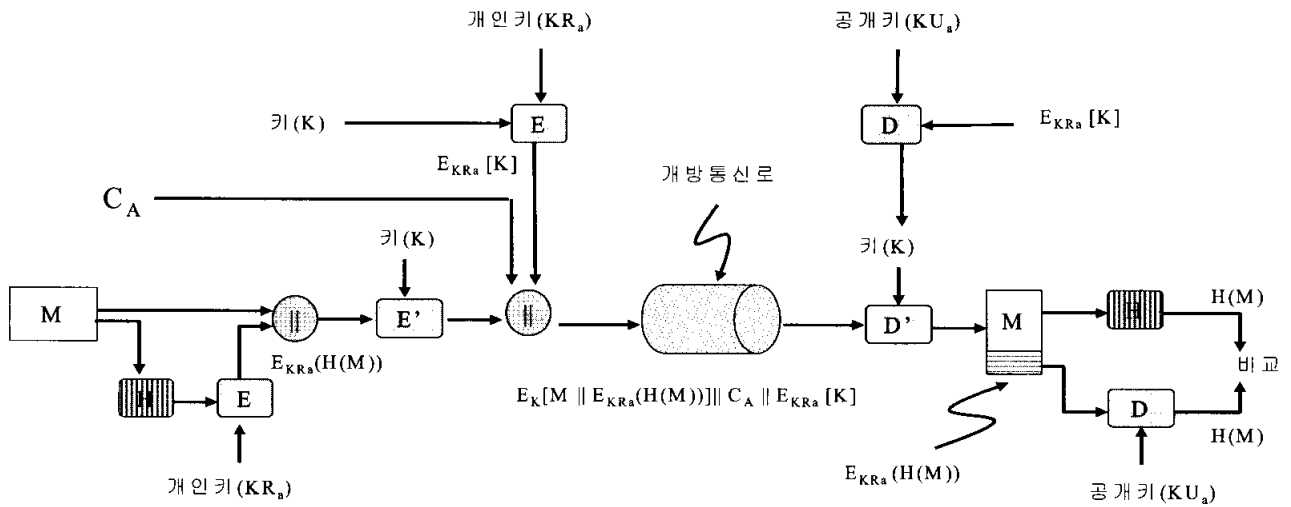 개인키(KRa)
공개키(KUa)
키(K)
E
D
EKRa [K]
EKRa [K]
개방통신로
CA
키(K)
키(K)
M
||
E'
||
D'
M
H
H(M)
EKRa(H(M))
비교
H
E
EK[M || EKRa(H(M))]|| CA || EKRa [K]
D
H(M)
EKRa(H(M))
개인키(KRa)
공개키(KUa)